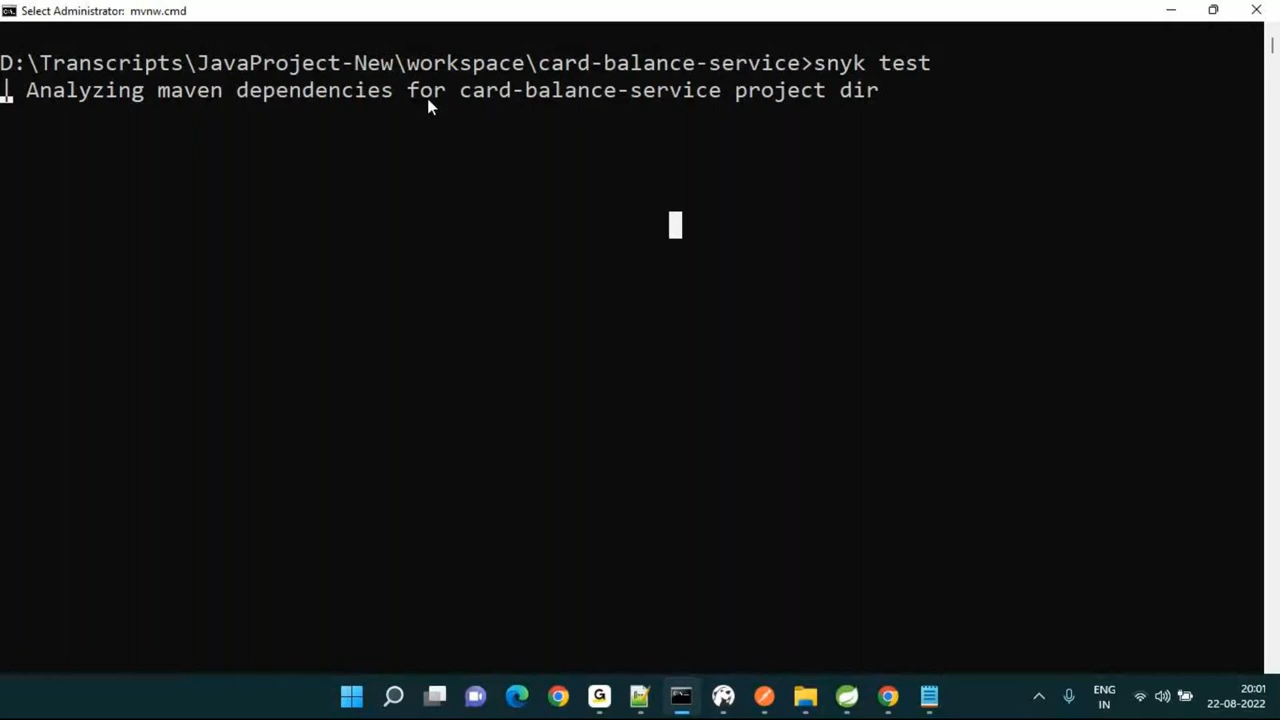 Select Administrator: mvnw.cmd
D:\Transcripts\JavaProject-New\workspace\card-balance-service>snyk test
| Analyzing maven dependencies for card-balance-service project dir
ENG
IN
20:01
22-08-2022